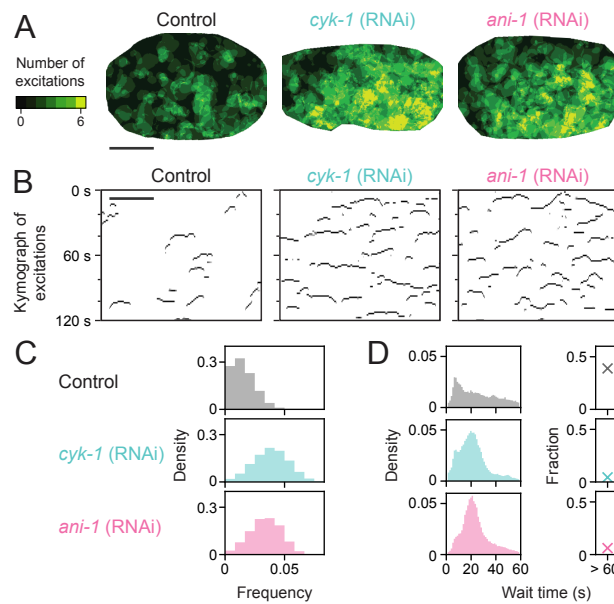 A
Control
cyk-1 (RNAi)
ani-1 (RNAi)
Number of
excitations
0
6
B
Control
cyk-1 (RNAi)
ani-1 (RNAi)
Kymograph of
excitations
0 s
60 s
120 s
C
D
Control
cyk-1 (RNAi)
ani-1 (RNAi)
Density
0.3
0
0.3
0
0.3
0
0
0.05
Frequency
Density
0.05
0
0.05
0
0.05
0
0
20
40
60
Wait time (s)
Fraction
0.5
0
0.5
0
0.5
0